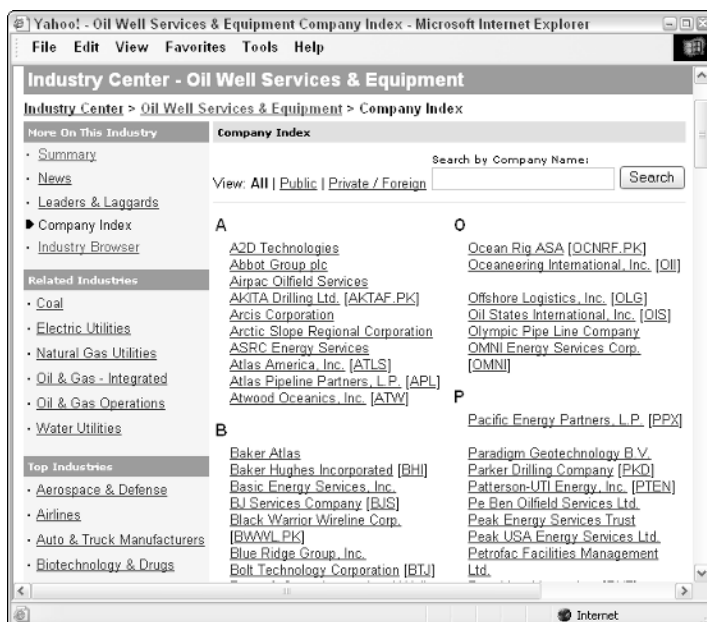 Yahoo! - Oil Well Services & Equipment Company Index - Microsoft Internet Explorer
File Edit View Favorites Tools Help
Industry Center - Oil Well Services & Equipment
Industry Center > Oil Well Services & Equipment > Company Index
More On This Industry
· Summary
· News
· Leaders & Laggards
Company Index
· Industry Browser
Related Industries
· Coal
· Electric Utilities
· Natural Gas Utilities
· Oil & Gas - Integrated
· Oil & Gas Operations
· Water Utilities
Top Industries
· Aerospace & Defense
· Airlines
· Auto & Truck Manufacturers
· Biotechnology & Drugs
Company Index
Search by Company Name:
View: All | Public | Private / Foreign
Search
A
A2D Technologies
Abbot Group plc
Airpac Oilfield Services
AKITA Drilling Ltd. [AKTAF.PK]
Arcis Corporation
Arctic Slope Regional Corporation
ASRC Energy Services
Atlas America, Inc. [ATLS]
Atlas Pipeline Partners, L.P. [APL]
Atwood Oceanics, Inc. [ATW]
B
Baker Atlas
Baker Hughes Incorporated [BHI]
Basic Energy Services, Inc.
BJ Services Company [BJS]
Black Warrior Wireline Corp.
[BWWL.PK]
Blue Ridge Group, Inc.
Bolt Technology Corporation [BTJ]
O
Ocean Rig ASA [OCNRF.PK]
Oceaneering International, Inc. [OII]
Offshore Logistics, Inc. [OLG]
Oil States International, Inc. [OIS]
Olympic Pipe Line Company
OMNI Energy Services Corp.
[OMNI]
P
Pacific Energy Partners, L.P. [PPX]
Paradigm Geotechnology B.V.
Parker Drilling Company [PKD]
Patterson-UTI Energy, Inc. [PTEN]
Pe Ben Oilfield Services Ltd.
Peak Energy Services Trust
Peak USA Energy Services Ltd.
Petrofac Facilities Management
Ltd.
Internet